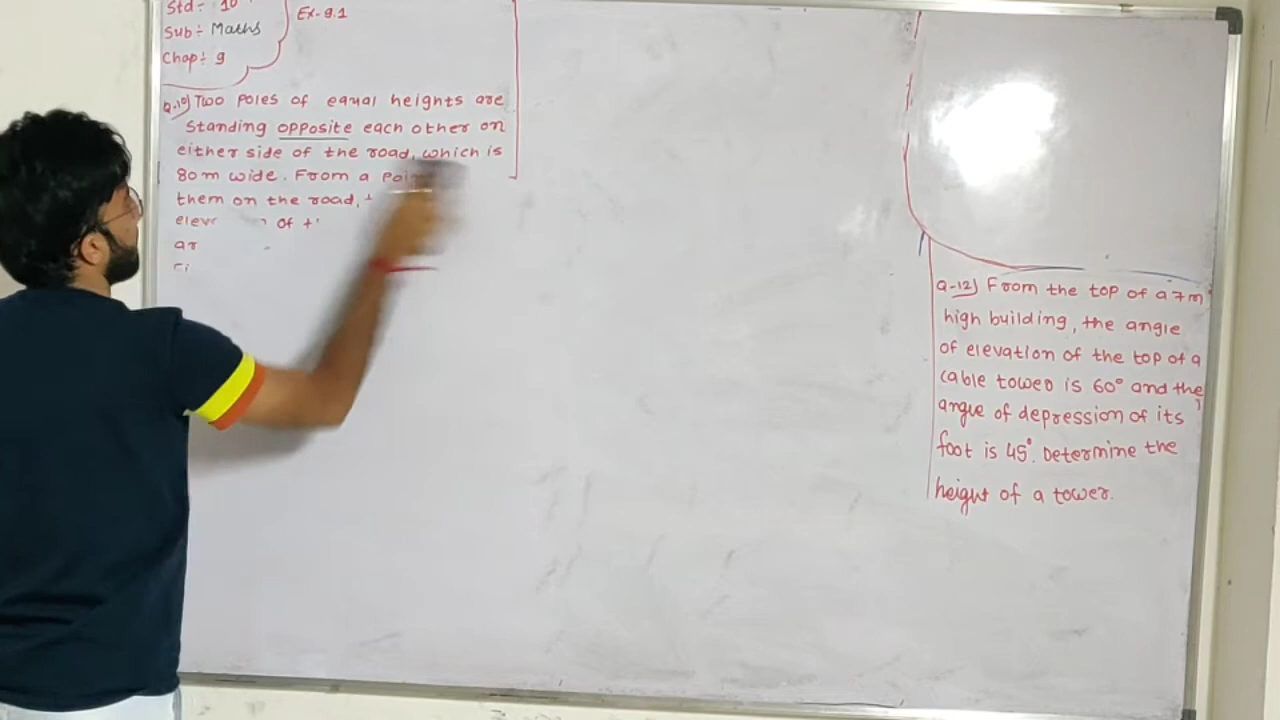 Std:- 10
Sub:- Maths
Chap:- 9
Ex-9.1
Q-10) Two poles of equal heights are
standing opposite each other on
either side of the road, which is
80 m wide. From a
them on the road,
of
Q-12) From the top of a 7m
high building, the angle
of elevation of the top of a
cable tower is 60° and the
angle of depression of its
foot is 45°. Determine the
height of a tower.